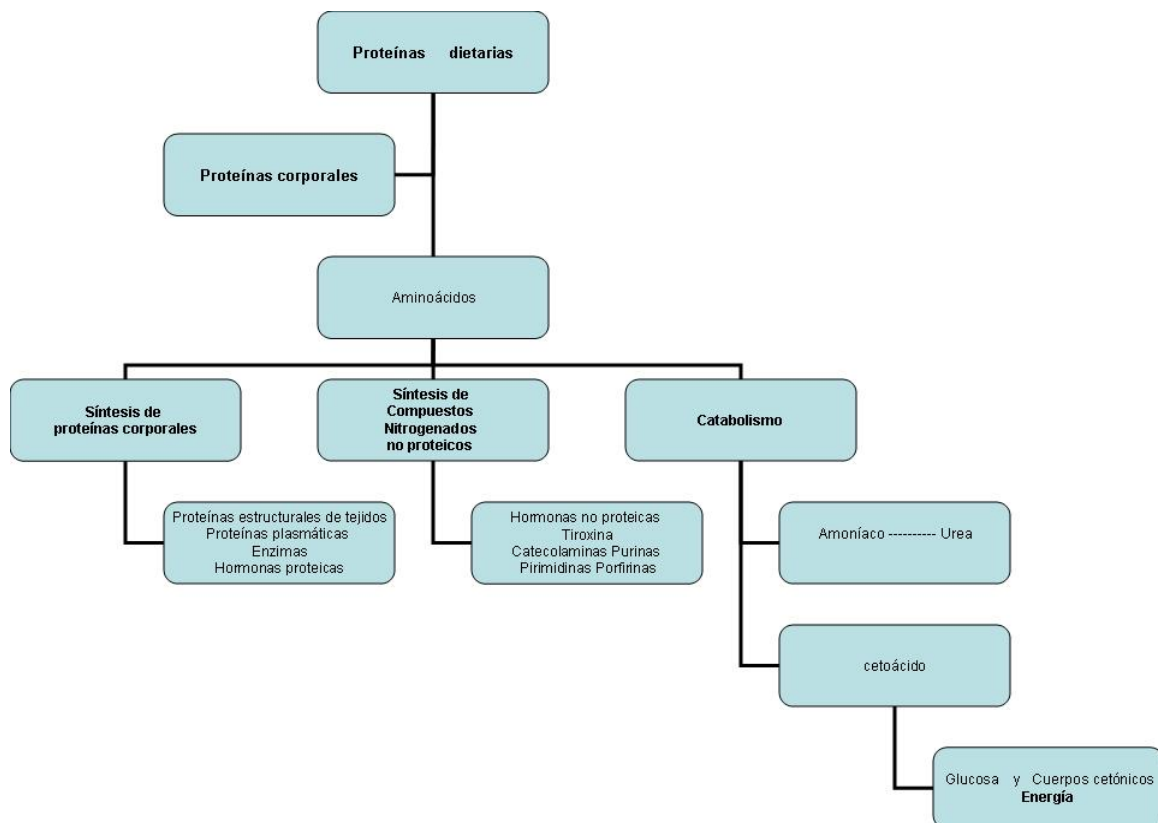 Proteínas dietarias
Proteínas corporales
Aminoácidos
Síntesis de
proteínas corporales
Síntesis de
Compuestos
Nitrogenados
no proteicos
Catabolismo
Proteínas estructurales de tejidos
Proteínas plasmáticas
Enzimas
Hormonas proteicas
Hormonas no proteicas
Tiroxina
Catecolaminas Purinas
Pirimidinas Porfirinas
Amoníaco ---------- Urea
cetoácido
Glucosa y Cuerpos cetónicos
Energía